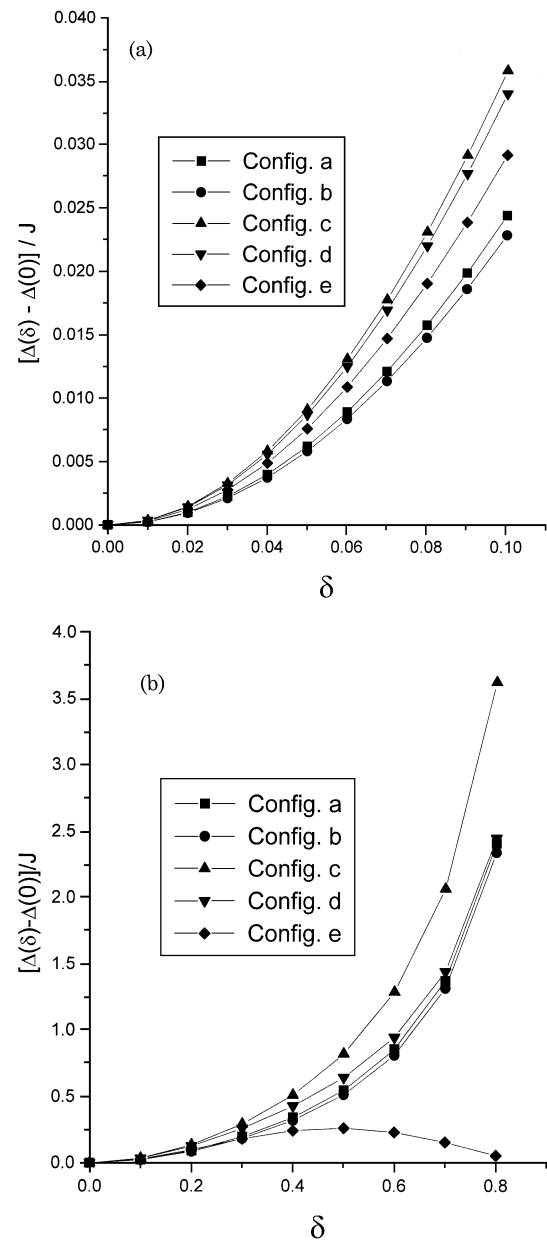 0.040
(a)
0.035
0.030
Config. a
Config. b
0.025
Config. c
Config. d
0.020
Config. e
[Δ(δ) - Δ(0)] / J
0.015
0.010
0.005
0.000
0.00 0.02 0.04 0.06 0.08 0.10
δ
4.0
(b)
3.5
3.0
Config. a
2.5
Config. b
Config. c
2.0
Config. d
Config. e
[Δ(δ)-Δ(0)]/J
1.5
1.0
0.5
0.0
0.0 0.2 0.4 0.6 0.8
δ